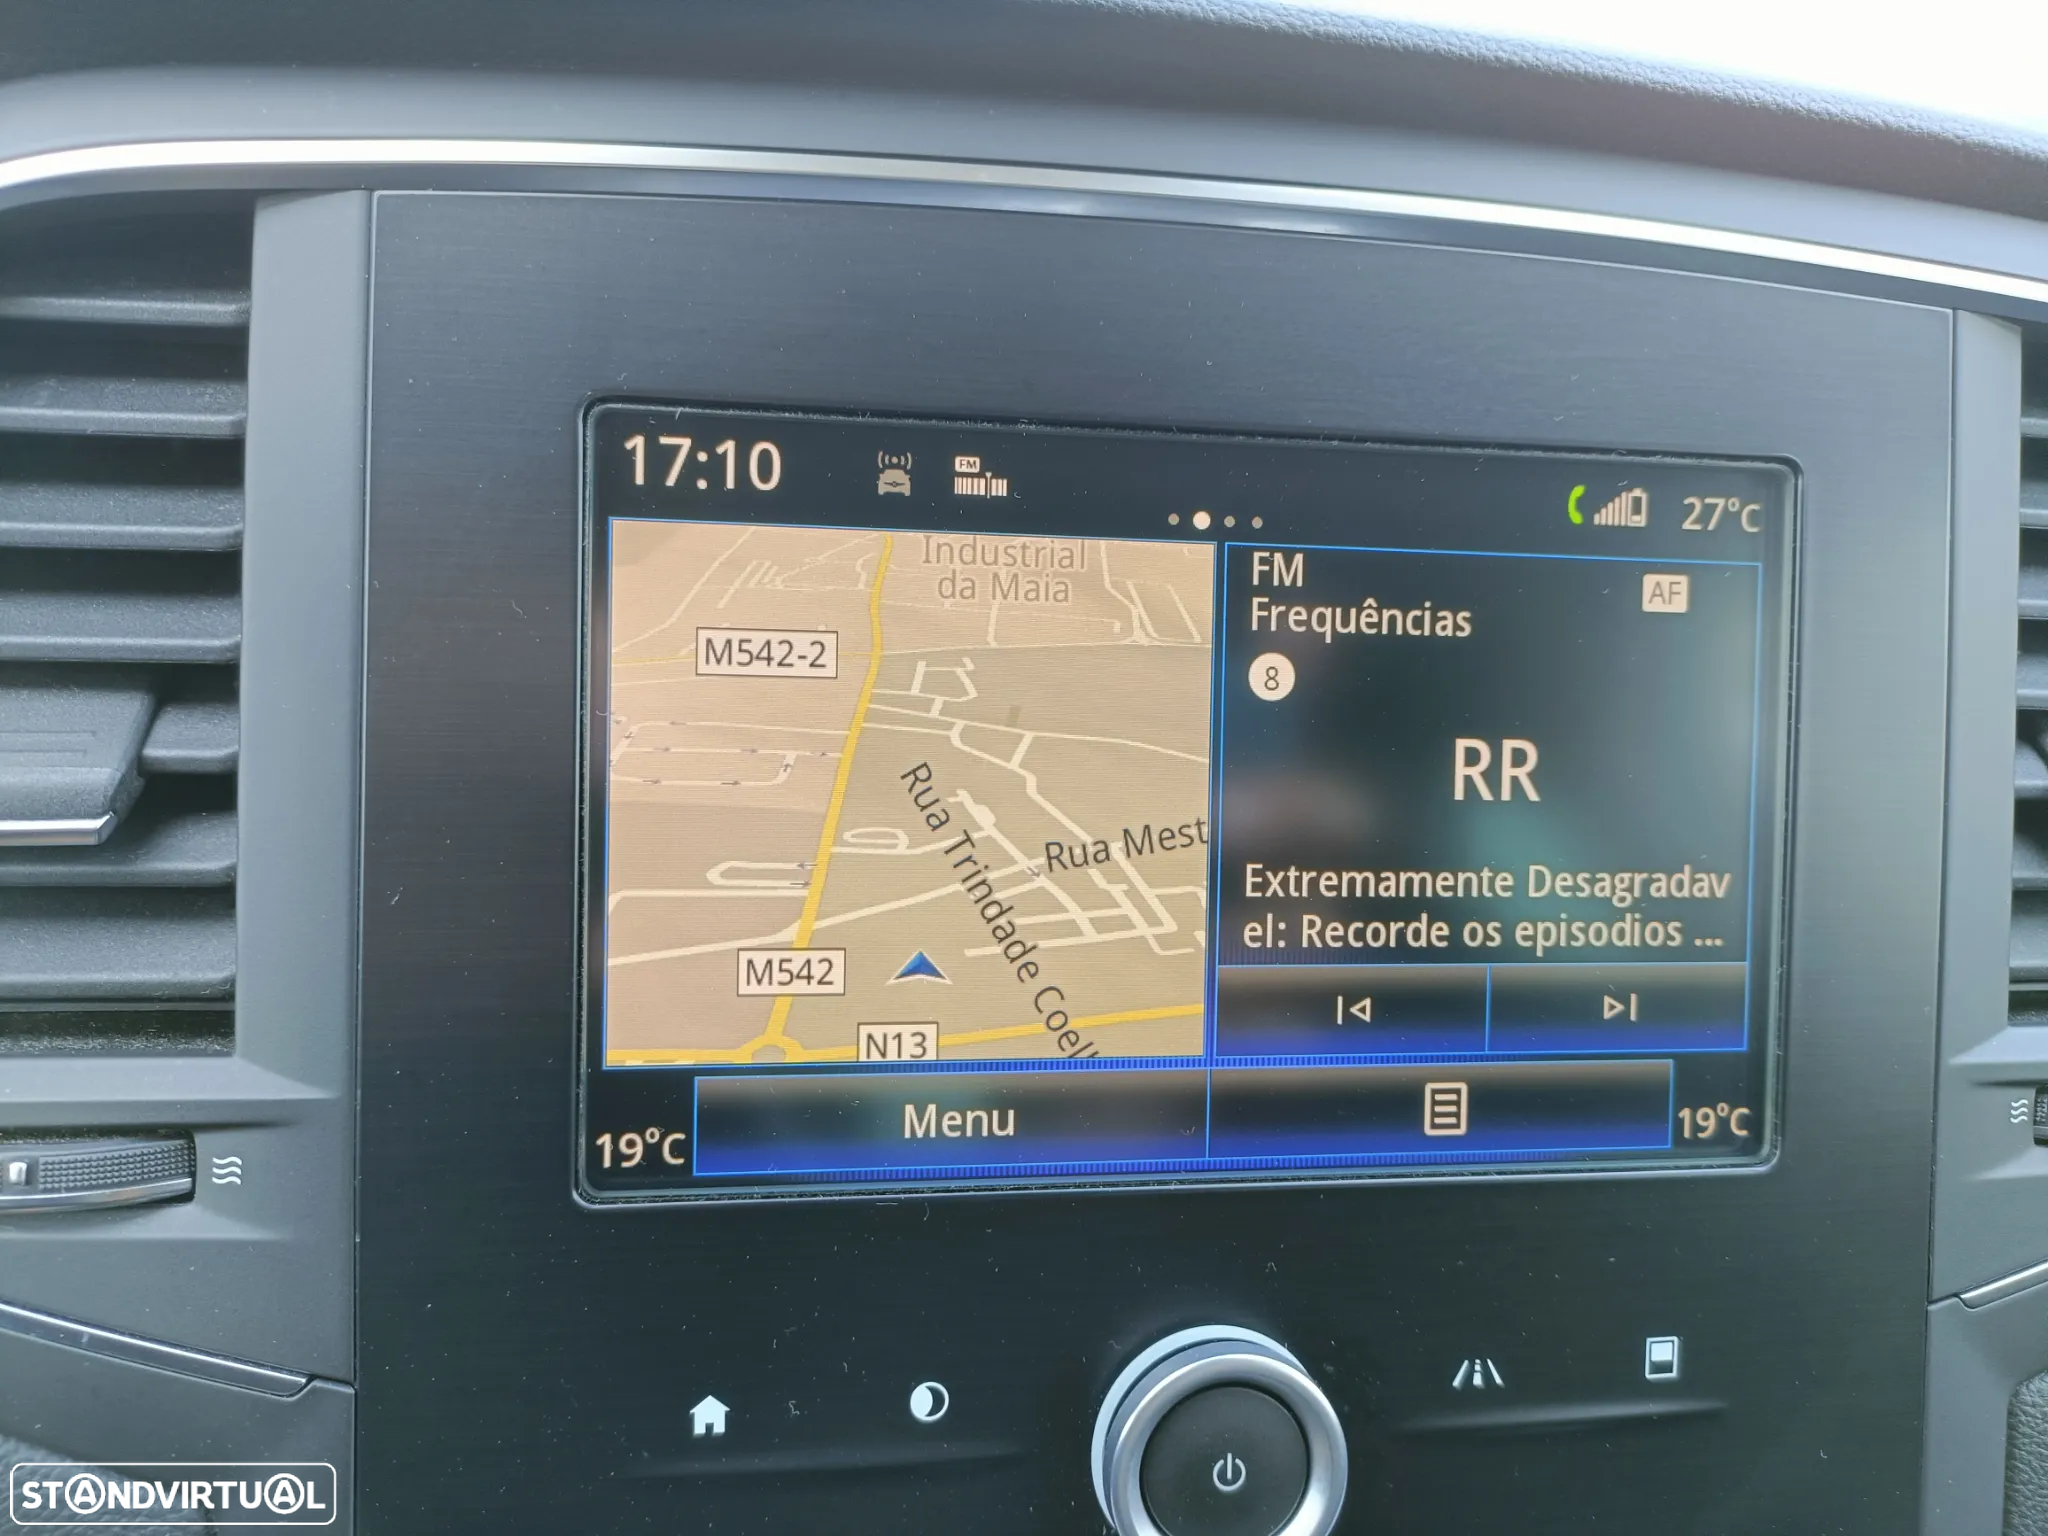 17:10
FM
27°C
Industrial
da Maia
M542-2
Rua Trindade Coelh
Rua Mest
M542
N13
FM
AF
Frequências
8
RR
Extremamente Desagradav
el: Recorde os episodios ...
19°C
Menu
19°C
STANDVIRTUAL